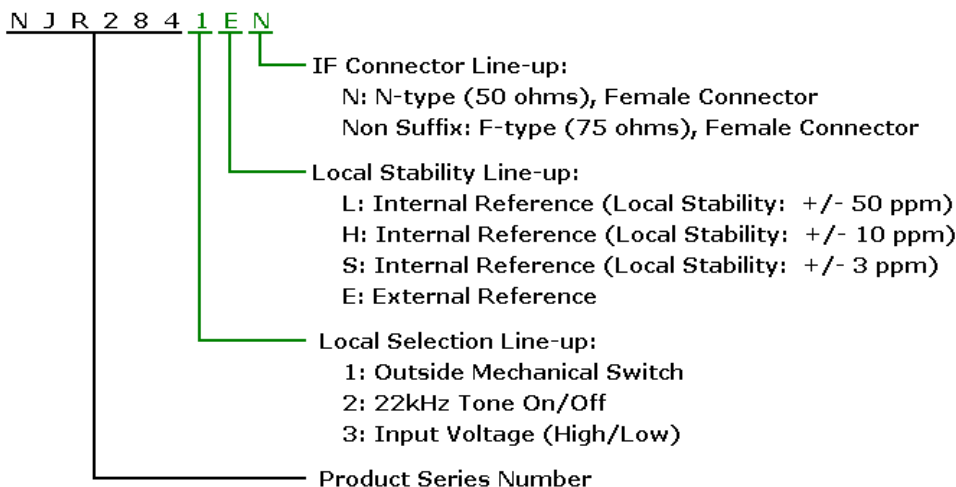 N J R 2 8 4 1 E N
IF Connector Line-up:
N: N-type (50 ohms), Female Connector
Non Suffix: F-type (75 ohms), Female Connector
Local Stability Line-up:
L: Internal Reference (Local Stability: +/- 50 ppm)
H: Internal Reference (Local Stability: +/- 10 ppm)
S: Internal Reference (Local Stability: +/- 3 ppm)
E: External Reference
Local Selection Line-up:
1: Outside Mechanical Switch
2: 22kHz Tone On/Off
3: Input Voltage (High/Low)
Product Series Number